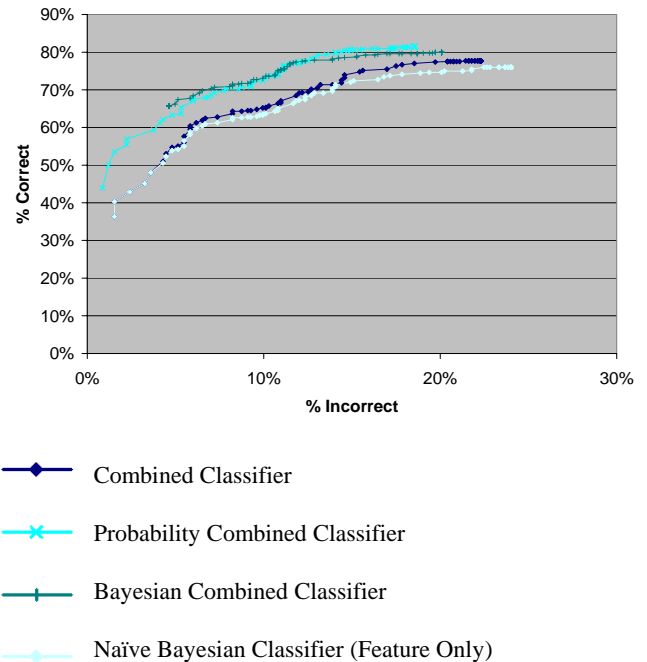 90%
80%
70%
60%
50%
40%
30%
20%
10%
0%
% Correct
0% 10% 20% 30%
% Incorrect
Combined Classifier
Probability Combined Classifier
Bayesian Combined Classifier
Naïve Bayesian Classifier (Feature Only)